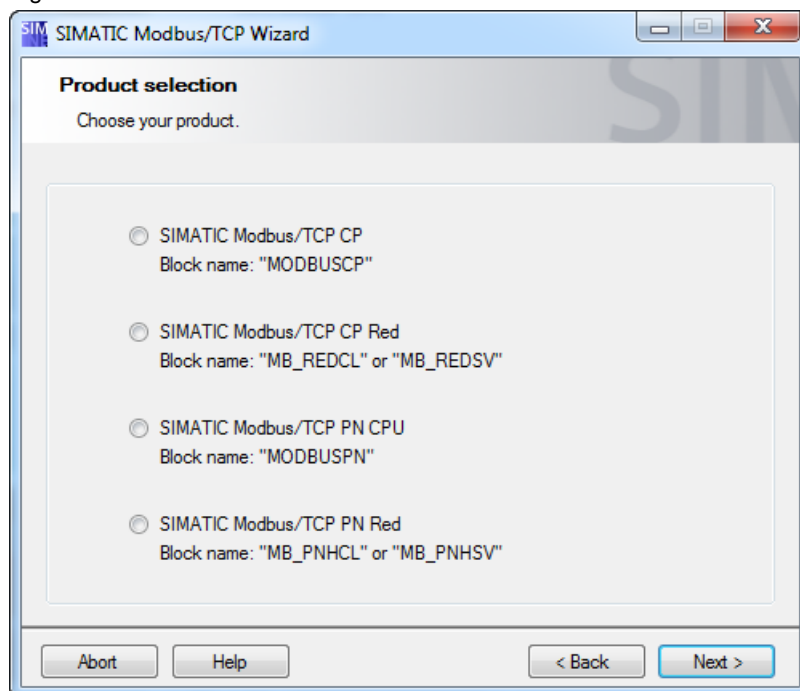 SIM
SIMATIC Modbus/TCP Wizard
Product selection
SIM
Choose your product.
SIMATIC Modbus/TCP CP
Block name: "MODBUSCP"
SIMATIC Modbus/TCP CP Red
Block name: "MB_REDCL" or "MB_REDSV"
SIMATIC Modbus/TCP PN CPU
Block name: "MODBUSPN"
SIMATIC Modbus/TCP PN Red
Block name: "MB_PNHCL" or "MB_PNHSV"
Abort Help < Back Next >